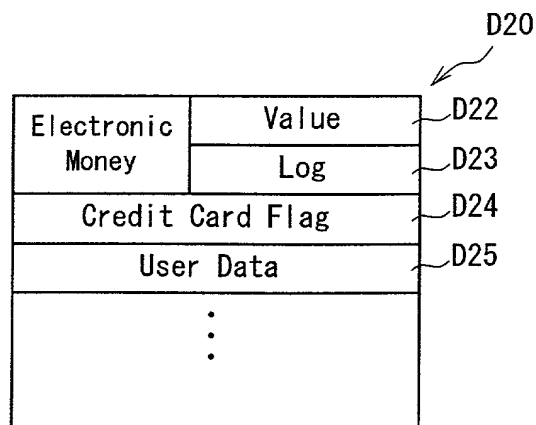 D20
Electronic
Money
Value
D22
Log
D23
Credit Card Flag
D24
User Data
D25